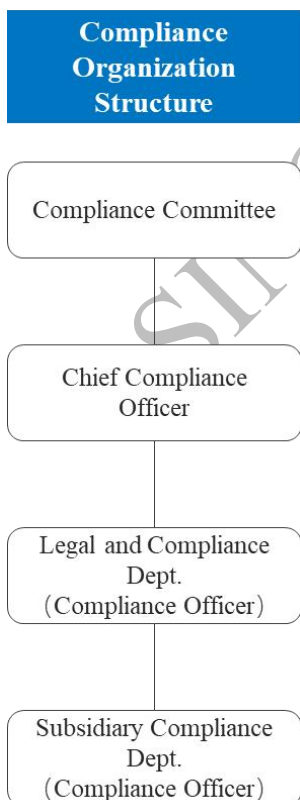 Compliance
Organization
Structure
Compliance Committee
Chief Compliance
Officer
Legal and Compliance
Dept.
(Compliance Officer)
Subsidiary Compliance
Dept.
(Compliance Officer)